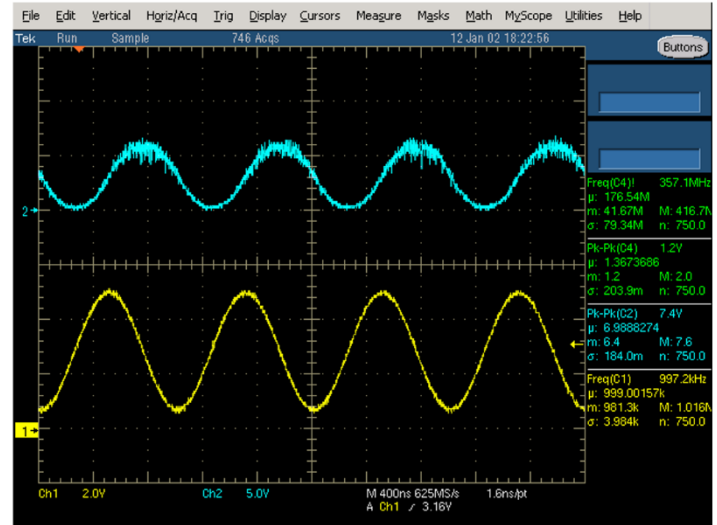 File Edit Vertical Horiz/Acq Trig Display Cursors Measure Masks Math MyScope Utilities Help
Tek Run Sample 746 Acqs 12 Jan 02 18:22:56
Buttons
Freq(C4)! 357.1MHz
µ: 176.54M
m: 41.67M M: 416.7M
σ: 79.34M n: 750.0
Pk-Pk(C4) 1.2V
µ: 1.3673686
m: 1.2 M: 2.0
σ: 203.9m n: 750.0
Pk-Pk(C2) 7.4V
µ: 6.9888274
m: 6.4 M: 7.6
σ: 184.0m n: 750.0
Freq(C1) 997.2kHz
µ: 999.00157k
m: 981.3k M: 1.016M
σ: 3.984k n: 750.0
2
1
Ch1 2.0V Ch2 5.0V M 400ns 625MS/s 1.6ns/pt
A Ch1 ∕ 3.16V